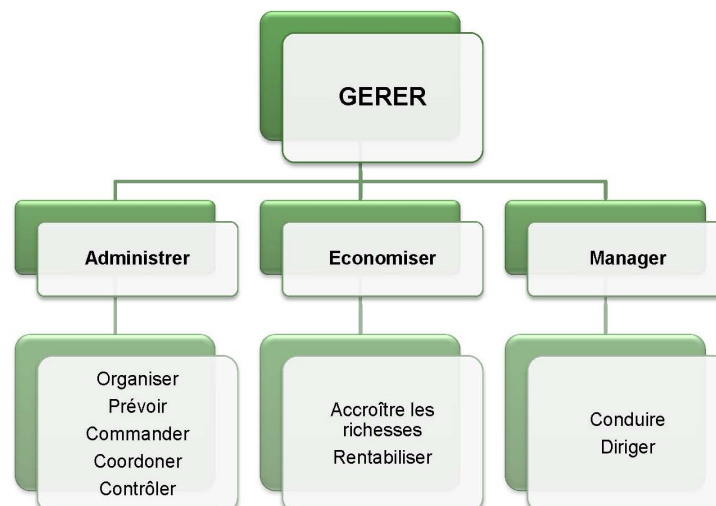 GERER
Administrer
Economiser
Manager
Organiser
Prévoir
Commander
Coordoner
Contrôler
Accroître les
richesses
Rentabiliser
Conduire
Diriger